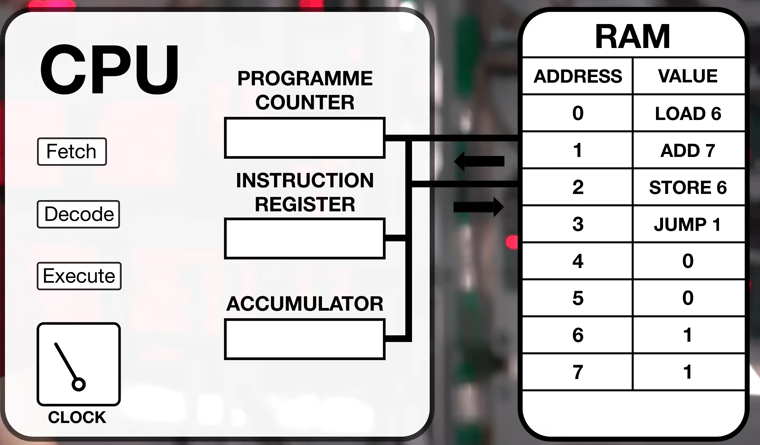 CPU
Fetch
Decode
Execute
CLOCK
PROGRAMME
COUNTER
INSTRUCTION
REGISTER
ACCUMULATOR
RAM
ADDRESS VALUE
0 LOAD 6
1 ADD 7
2 STORE 6
3 JUMP 1
4 0
5 0
6 1
7 1